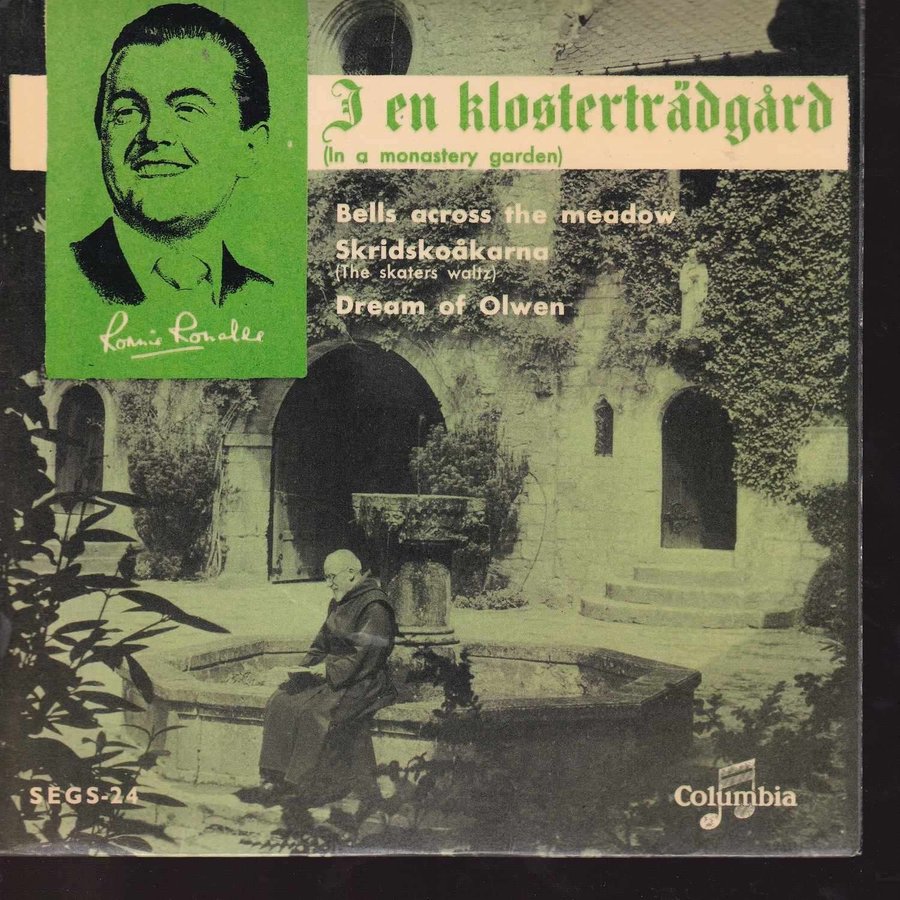 I en klosterträdgård
(In a monastery garden)
Bells across the meadow
Skridskoåkarna
(The skaters waltz)
Dream of Olwen
Ronnie Ronalde
SEGS-24
Columbia